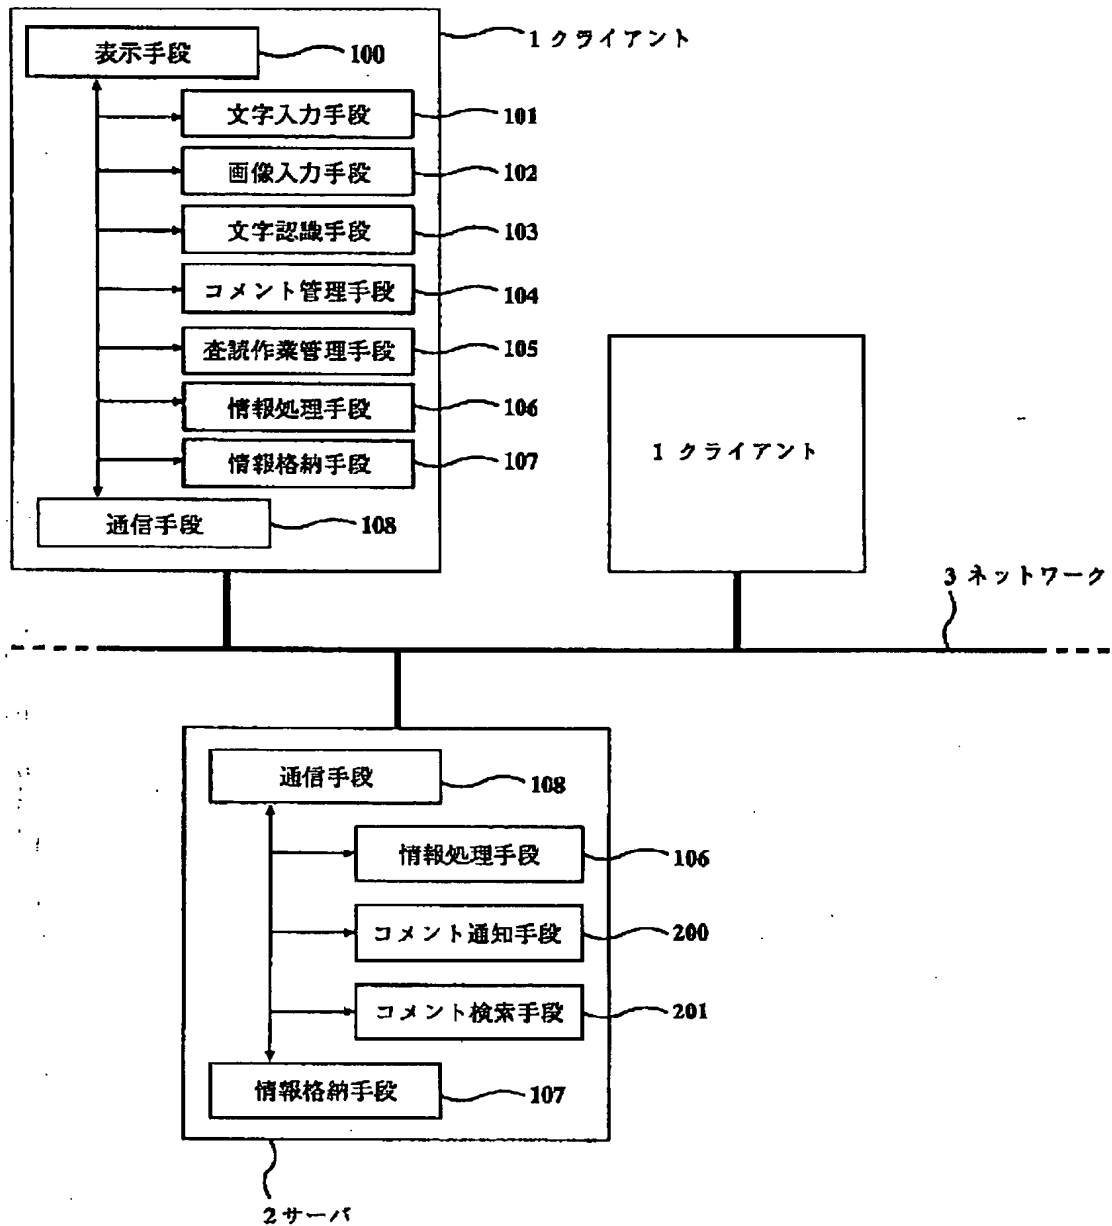 1 クライアント
表示手段 100
文字入力手段 101
画像入力手段 102
文字認識手段 103
コメント管理手段 104
査読作業管理手段 105
情報処理手段 106
情報格納手段 107
通信手段 108
1 クライアント
3 ネットワーク
通信手段 108
情報処理手段 106
コメント通知手段 200
コメント検索手段 201
情報格納手段 107
2 サーバ